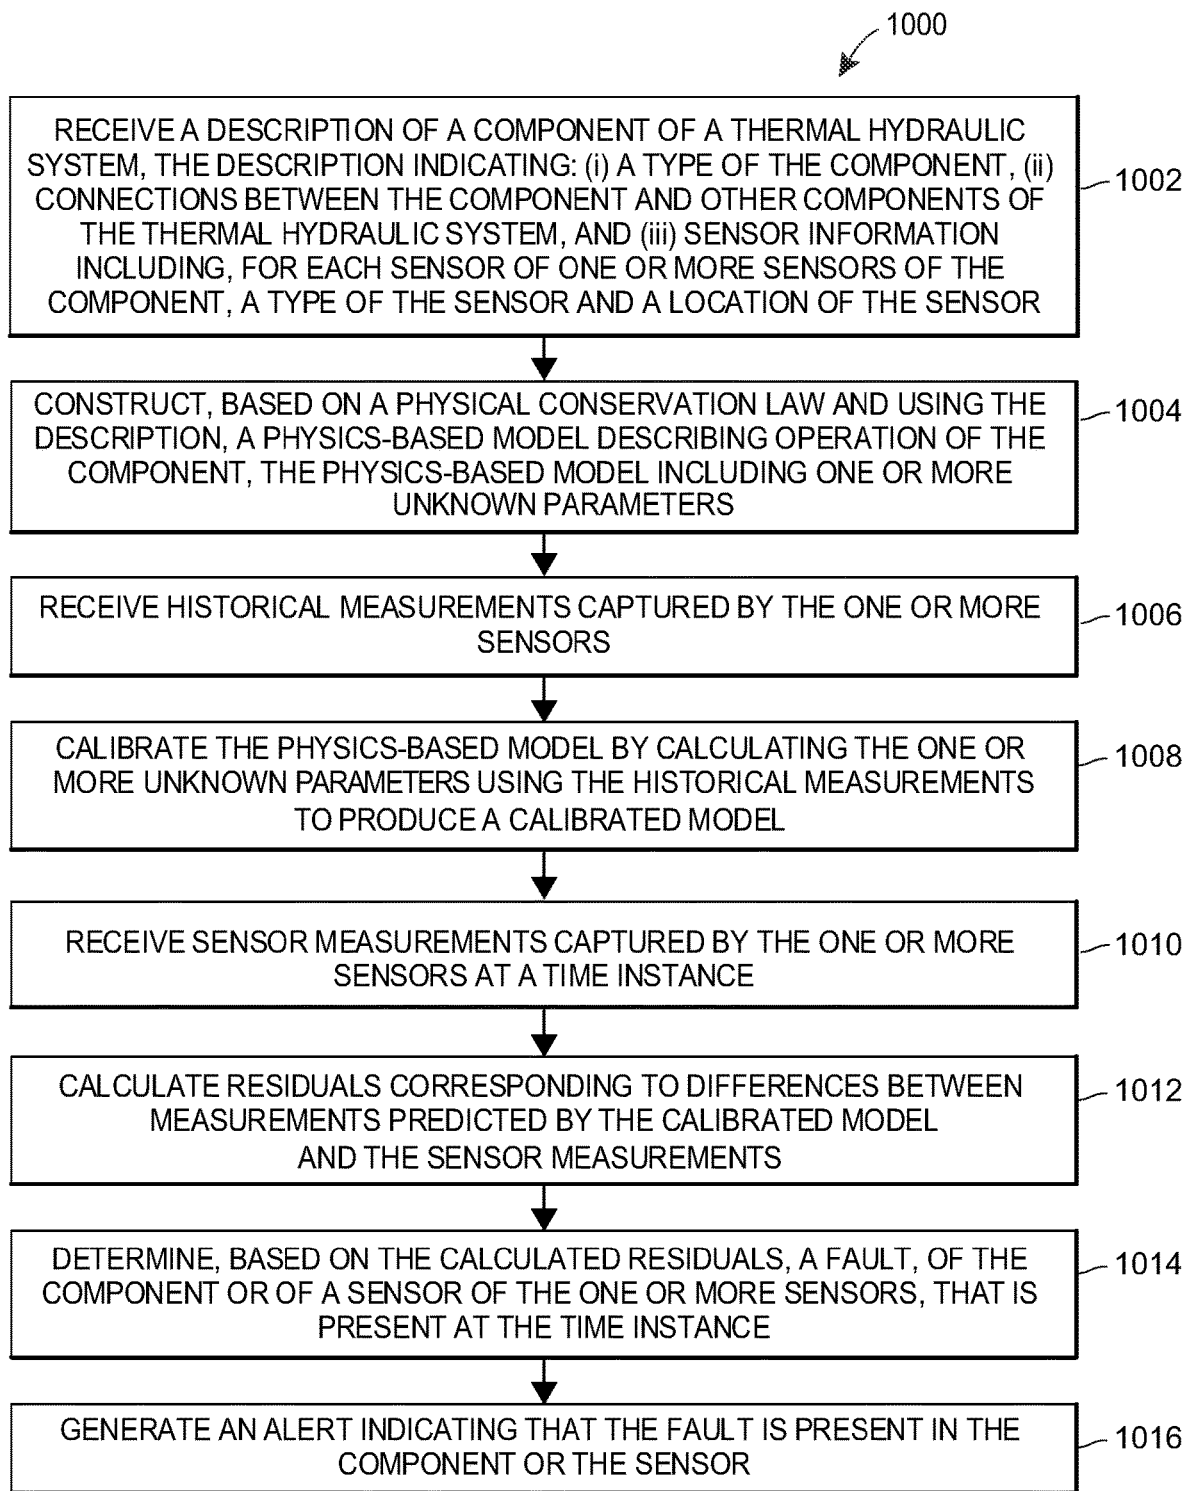 1000
RECEIVE A DESCRIPTION OF A COMPONENT OF A THERMAL HYDRAULIC
SYSTEM, THE DESCRIPTION INDICATING: (i) A TYPE OF THE COMPONENT, (ii)
CONNECTIONS BETWEEN THE COMPONENT AND OTHER COMPONENTS OF
THE THERMAL HYDRAULIC SYSTEM, AND (iii) SENSOR INFORMATION
INCLUDING, FOR EACH SENSOR OF ONE OR MORE SENSORS OF THE
COMPONENT, A TYPE OF THE SENSOR AND A LOCATION OF THE SENSOR
1002
CONSTRUCT, BASED ON A PHYSICAL CONSERVATION LAW AND USING THE
DESCRIPTION, A PHYSICS-BASED MODEL DESCRIBING OPERATION OF THE
COMPONENT, THE PHYSICS-BASED MODEL INCLUDING ONE OR MORE
UNKNOWN PARAMETERS
1004
RECEIVE HISTORICAL MEASUREMENTS CAPTURED BY THE ONE OR MORE
SENSORS
1006
CALIBRATE THE PHYSICS-BASED MODEL BY CALCULATING THE ONE OR
MORE UNKNOWN PARAMETERS USING THE HISTORICAL MEASUREMENTS
TO PRODUCE A CALIBRATED MODEL
1008
RECEIVE SENSOR MEASUREMENTS CAPTURED BY THE ONE OR MORE
SENSORS AT A TIME INSTANCE
1010
CALCULATE RESIDUALS CORRESPONDING TO DIFFERENCES BETWEEN
MEASUREMENTS PREDICTED BY THE CALIBRATED MODEL
AND THE SENSOR MEASUREMENTS
1012
DETERMINE, BASED ON THE CALCULATED RESIDUALS, A FAULT, OF THE
COMPONENT OR OF A SENSOR OF THE ONE OR MORE SENSORS, THAT IS
PRESENT AT THE TIME INSTANCE
1014
GENERATE AN ALERT INDICATING THAT THE FAULT IS PRESENT IN THE
COMPONENT OR THE SENSOR
1016